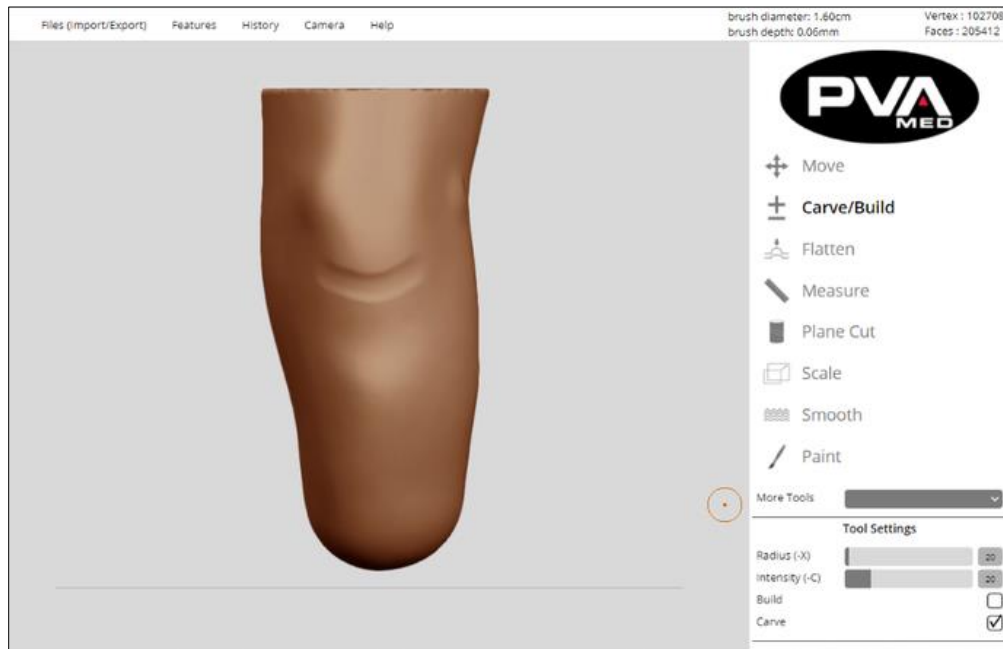 Files (Import/Export) Features History Camera Help
brush diameter: 1.60cm Vertex : 102708
brush depth: 0.06mm Faces : 205412
PVA
MED
Move
Carve/Build
Flatten
Measure
Plane Cut
Scale
Smooth
Paint
More Tools
Tool Settings
Radius (-X) 20
Intensity (-C) 20
Build
Carve